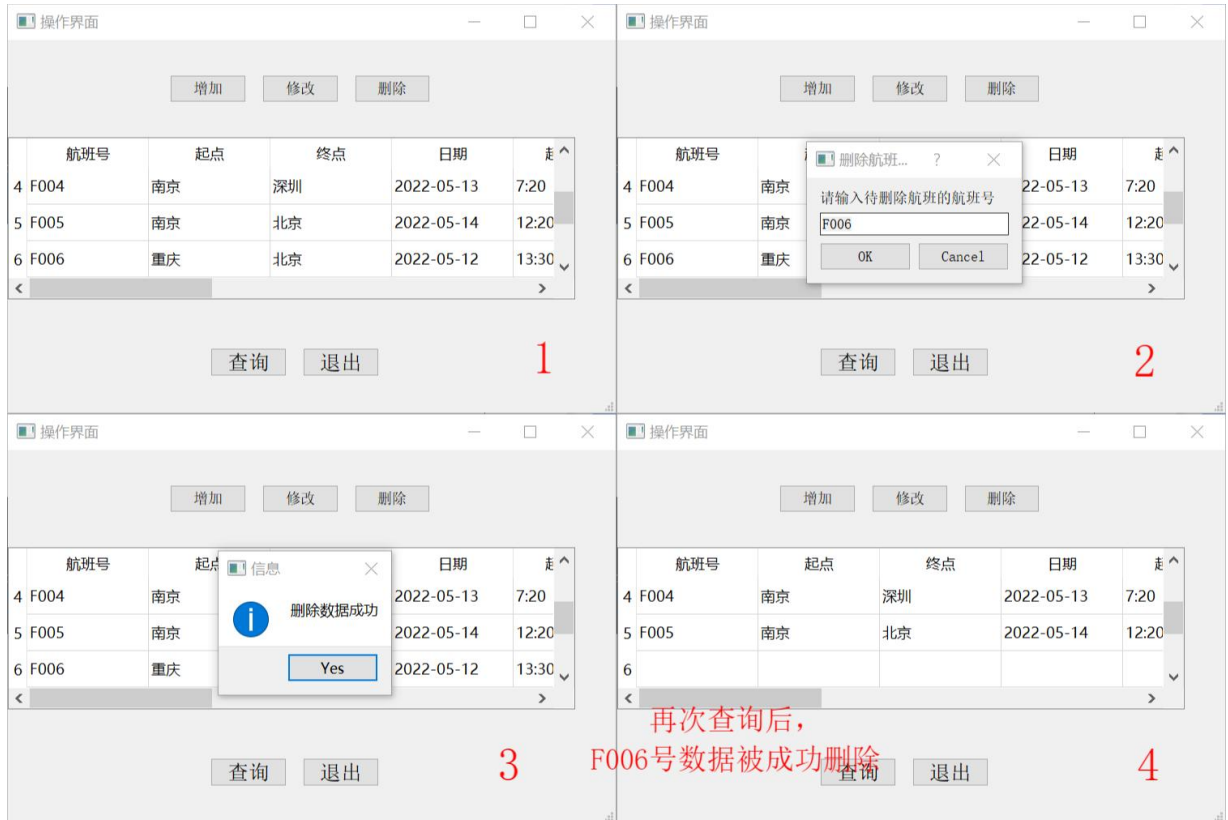 操作界面
增加 修改 删除
航班号 起点 终点 日期
4 F004 南京 深圳 2022-05-13 7:20
5 F005 南京 北京 2022-05-14 12:20
6 F006 重庆 北京 2022-05-12 13:30
查询 退出
1
操作界面
增加 修改 删除
航班号 日期
4 F004 南京 22-05-13 7:20
5 F005 南京 22-05-14 12:20
6 F006 重庆 22-05-12 13:30
删除航班... ?
请输入待删除航班的航班号
F006
OK Cancel
查询 退出
2
操作界面
增加 修改 删除
航班号 起点 日期
4 F004 南京 2022-05-13 7:20
5 F005 南京 2022-05-14 12:20
6 F006 重庆 2022-05-12 13:30
信息
删除数据成功
Yes
查询 退出
3
操作界面
增加 修改 删除
航班号 起点 终点 日期
4 F004 南京 深圳 2022-05-13 7:20
5 F005 南京 北京 2022-05-14 12:20
6
再次查询后，
F006号数据被成功删除
查询 退出
4